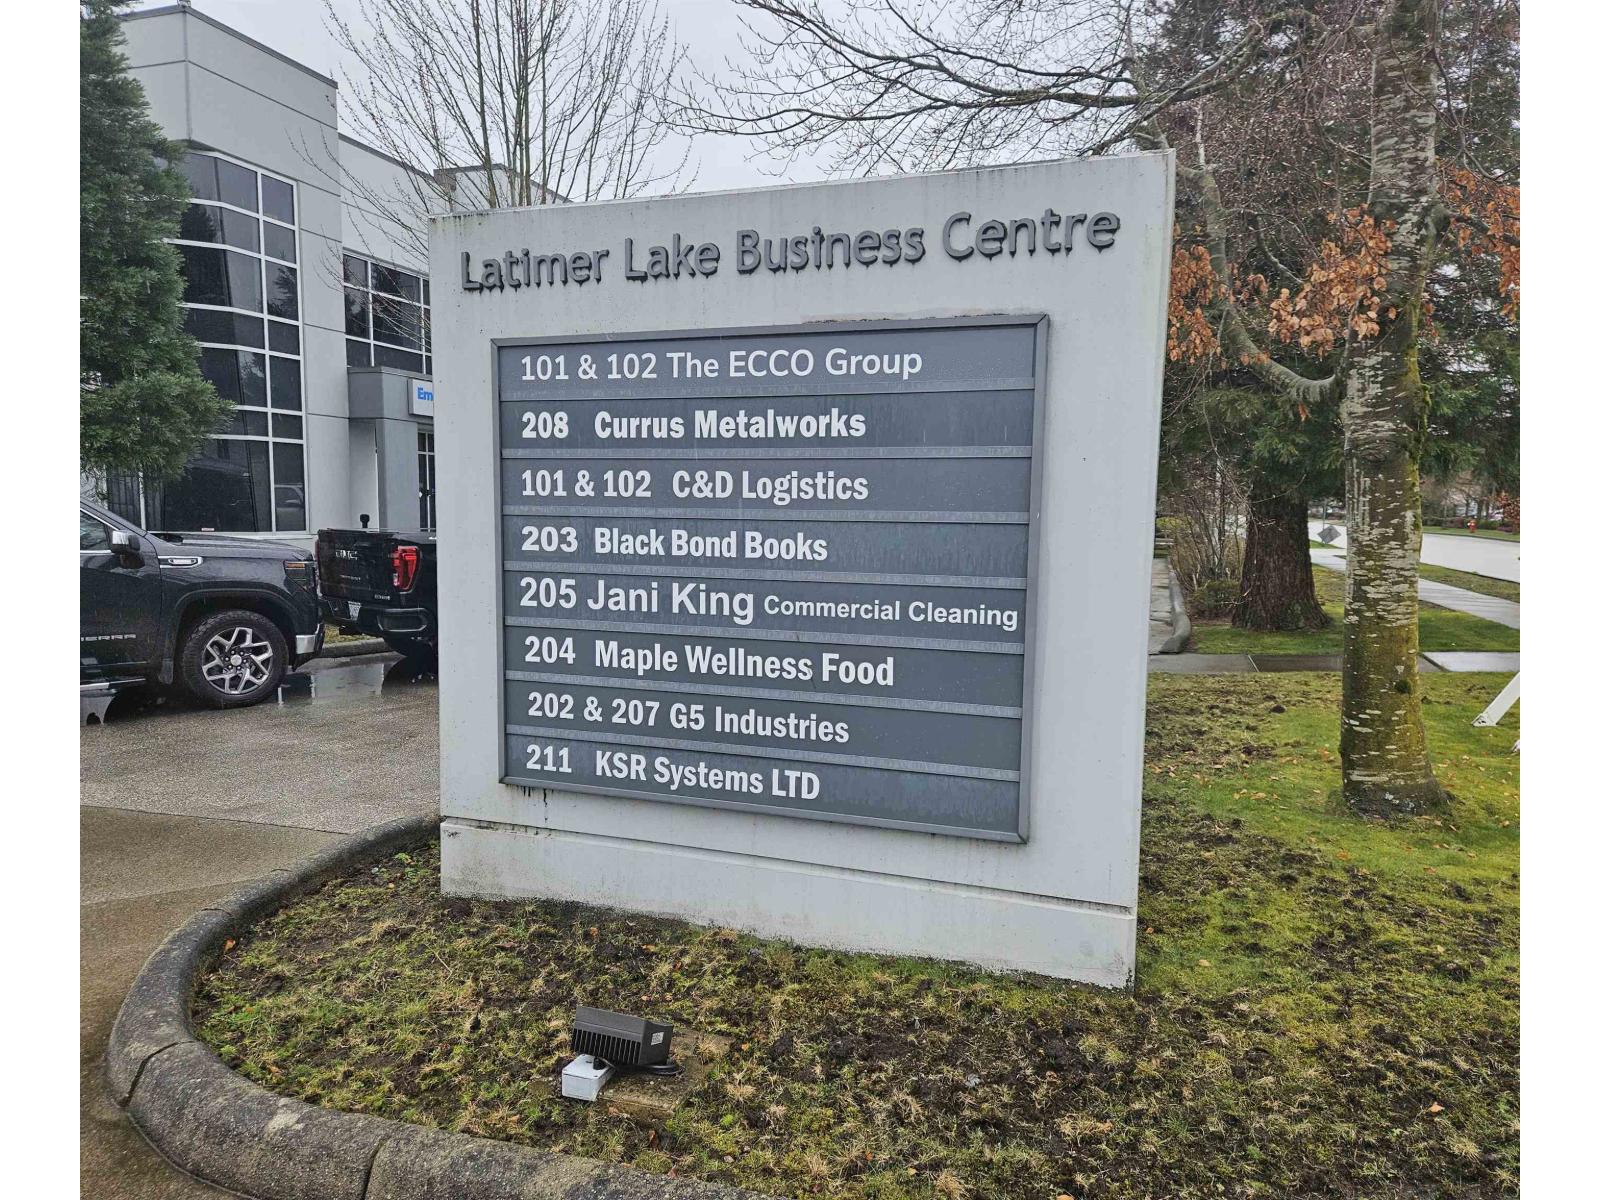 Latimer Lake Business Centre
101 & 102 The ECCO Group
208 Currus Metalworks
101 & 102 C&D Logistics
203 Black Bond Books
205 Jani King Commercial Cleaning
204 Maple Wellness Food
202 & 207 G5 Industries
211 KSR Systems LTD
Em